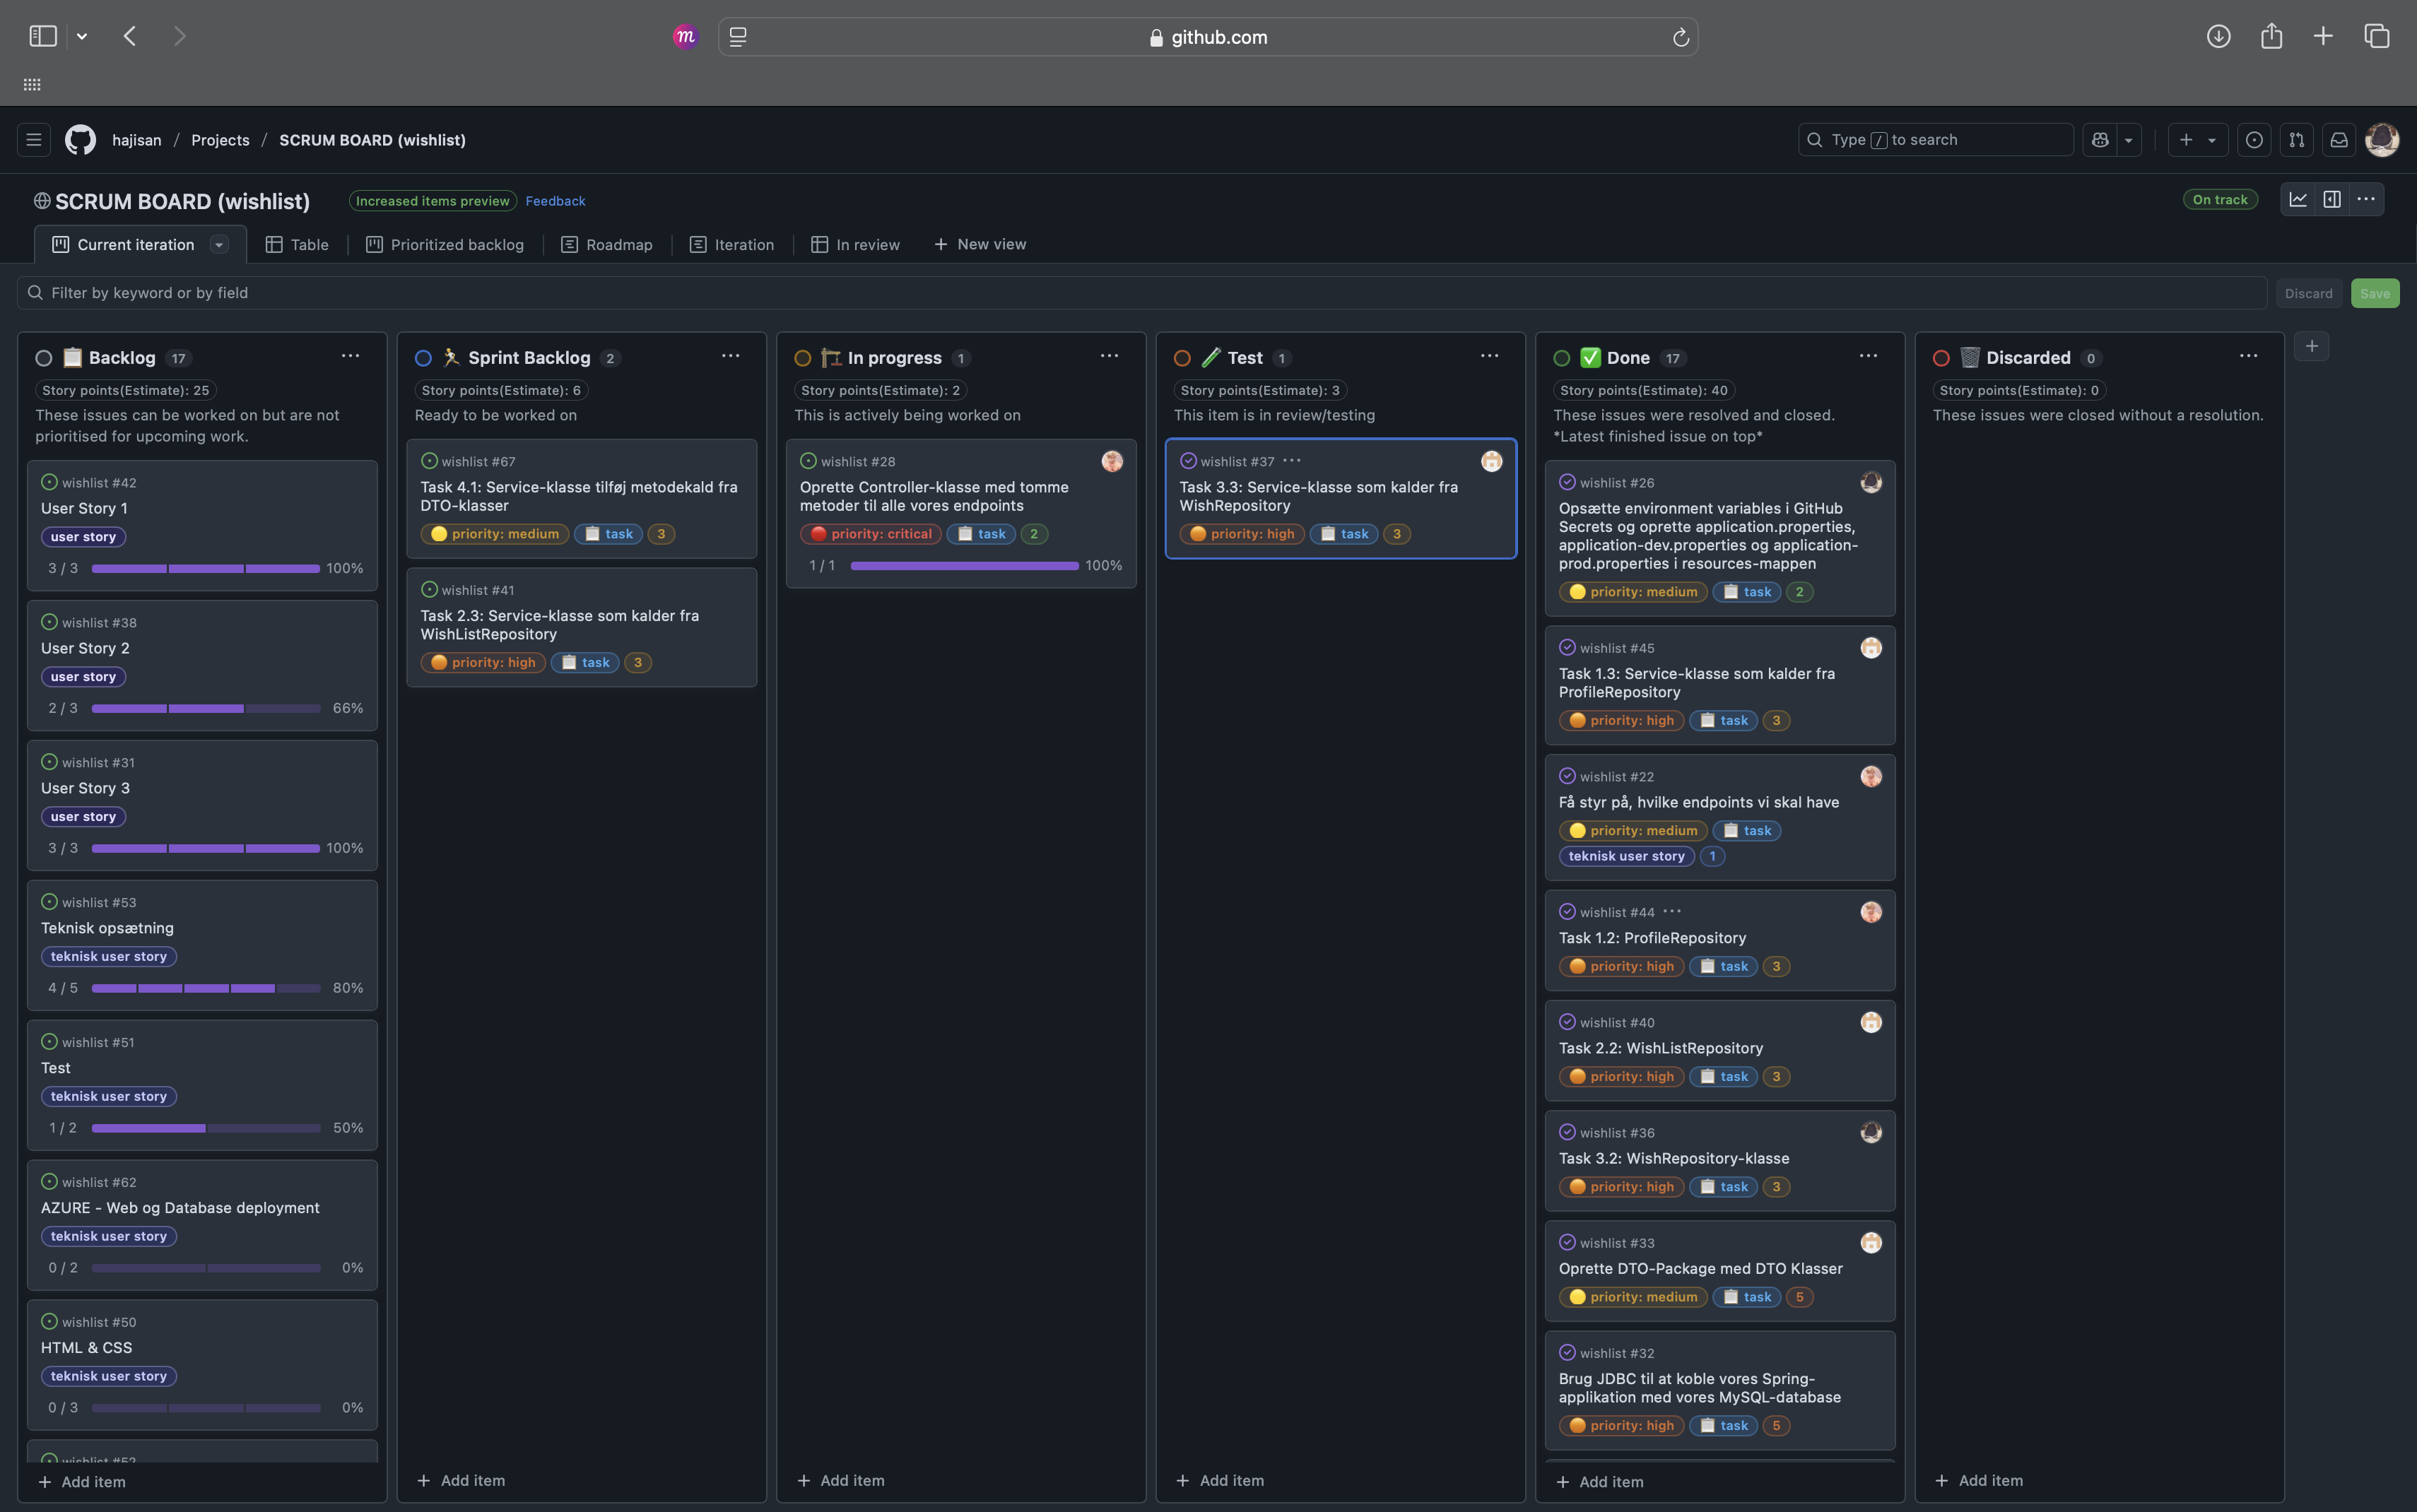 m
github.com
hajisan / Projects / SCRUM BOARD (wishlist)
Type / to search
SCRUM BOARD (wishlist)
Increased items preview
Feedback
On track
Current iteration
Table
Prioritized backlog
Roadmap
Iteration
In review
New view
Filter by keyword or by field
Discard
Save
Backlog 17
Story points(Estimate): 25
These issues can be worked on but are not
prioritised for upcoming work.
wishlist #42
User Story 1
user story
3 / 3 100%
wishlist #38
User Story 2
user story
2 / 3 66%
wishlist #31
User Story 3
user story
3 / 3 100%
wishlist #53
Teknisk opsætning
teknisk user story
4 / 5 80%
wishlist #51
Test
teknisk user story
1 / 2 50%
wishlist #62
AZURE - Web og Database deployment
teknisk user story
0 / 2 0%
wishlist #50
HTML & CSS
teknisk user story
0 / 3 0%
wishlist #52
Add item
Sprint Backlog 2
Story points(Estimate): 6
Ready to be worked on
wishlist #67
Task 4.1: Service-klasse tilføj metodekald fra
DTO-klasser
priority: medium task 3
wishlist #41
Task 2.3: Service-klasse som kalder fra
WishListRepository
priority: high task 3
Add item
In progress 1
Story points(Estimate): 2
This is actively being worked on
wishlist #28
Oprette Controller-klasse med tomme
metoder til alle vores endpoints
priority: critical task 2
1 / 1 100%
Add item
Test 1
Story points(Estimate): 3
This item is in review/testing
wishlist #37
Task 3.3: Service-klasse som kalder fra
WishRepository
priority: high task 3
Add item
Done 17
Story points(Estimate): 40
These issues were resolved and closed.
*Latest finished issue on top*
wishlist #26
Opsætte environment variables i GitHub
Secrets og oprette application.properties,
application-dev.properties og application-
prod.properties i resources-mappen
priority: medium task 2
wishlist #45
Task 1.3: Service-klasse som kalder fra
ProfileRepository
priority: high task 3
wishlist #22
Få styr på, hvilke endpoints vi skal have
priority: medium task
teknisk user story 1
wishlist #44
Task 1.2: ProfileRepository
priority: high task 3
wishlist #40
Task 2.2: WishListRepository
priority: high task 3
wishlist #36
Task 3.2: WishRepository-klasse
priority: high task 3
wishlist #33
Oprette DTO-Package med DTO Klasser
priority: medium task 5
wishlist #32
Brug JDBC til at koble vores Spring-
applikation med vores MySQL-database
priority: high task 5
Add item
Discarded 0
Story points(Estimate): 0
These issues were closed without a resolution.
Add item